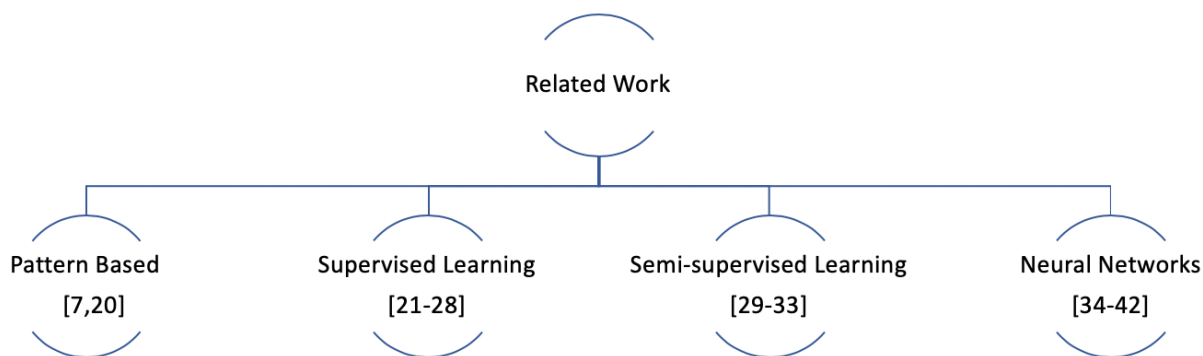 Related Work
Pattern Based
[7,20]
Supervised Learning
[21-28]
Semi-supervised Learning
[29-33]
Neural Networks
[34-42]